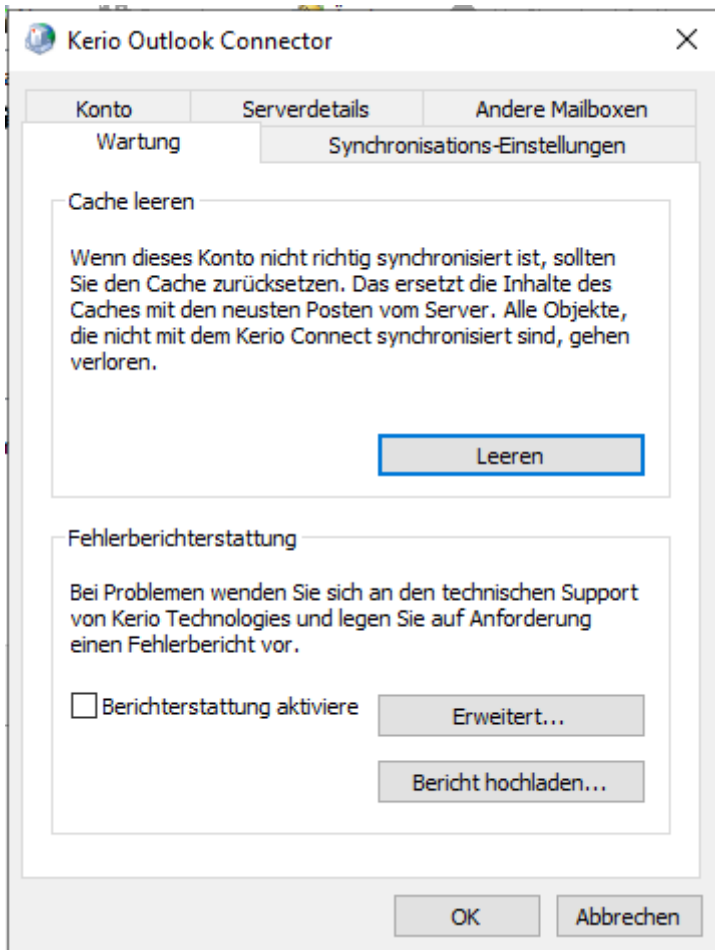 Kerio Outlook Connector
Konto
Serverdetails
Andere Mailboxen
Wartung
Synchronisations-Einstellungen
Cache leeren
Wenn dieses Konto nicht richtig synchronisiert ist, sollten
Sie den Cache zurücksetzen. Das ersetzt die Inhalte des
Caches mit den neusten Posten vom Server. Alle Objekte,
die nicht mit dem Kerio Connect synchronisiert sind, gehen
verloren.
Leeren
Fehlerberichterstattung
Bei Problemen wenden Sie sich an den technischen Support
von Kerio Technologies und legen Sie auf Anforderung
einen Fehlerbericht vor.
Berichterstattung aktiviere
Erweitert...
Bericht hochladen...
OK
Abbrechen